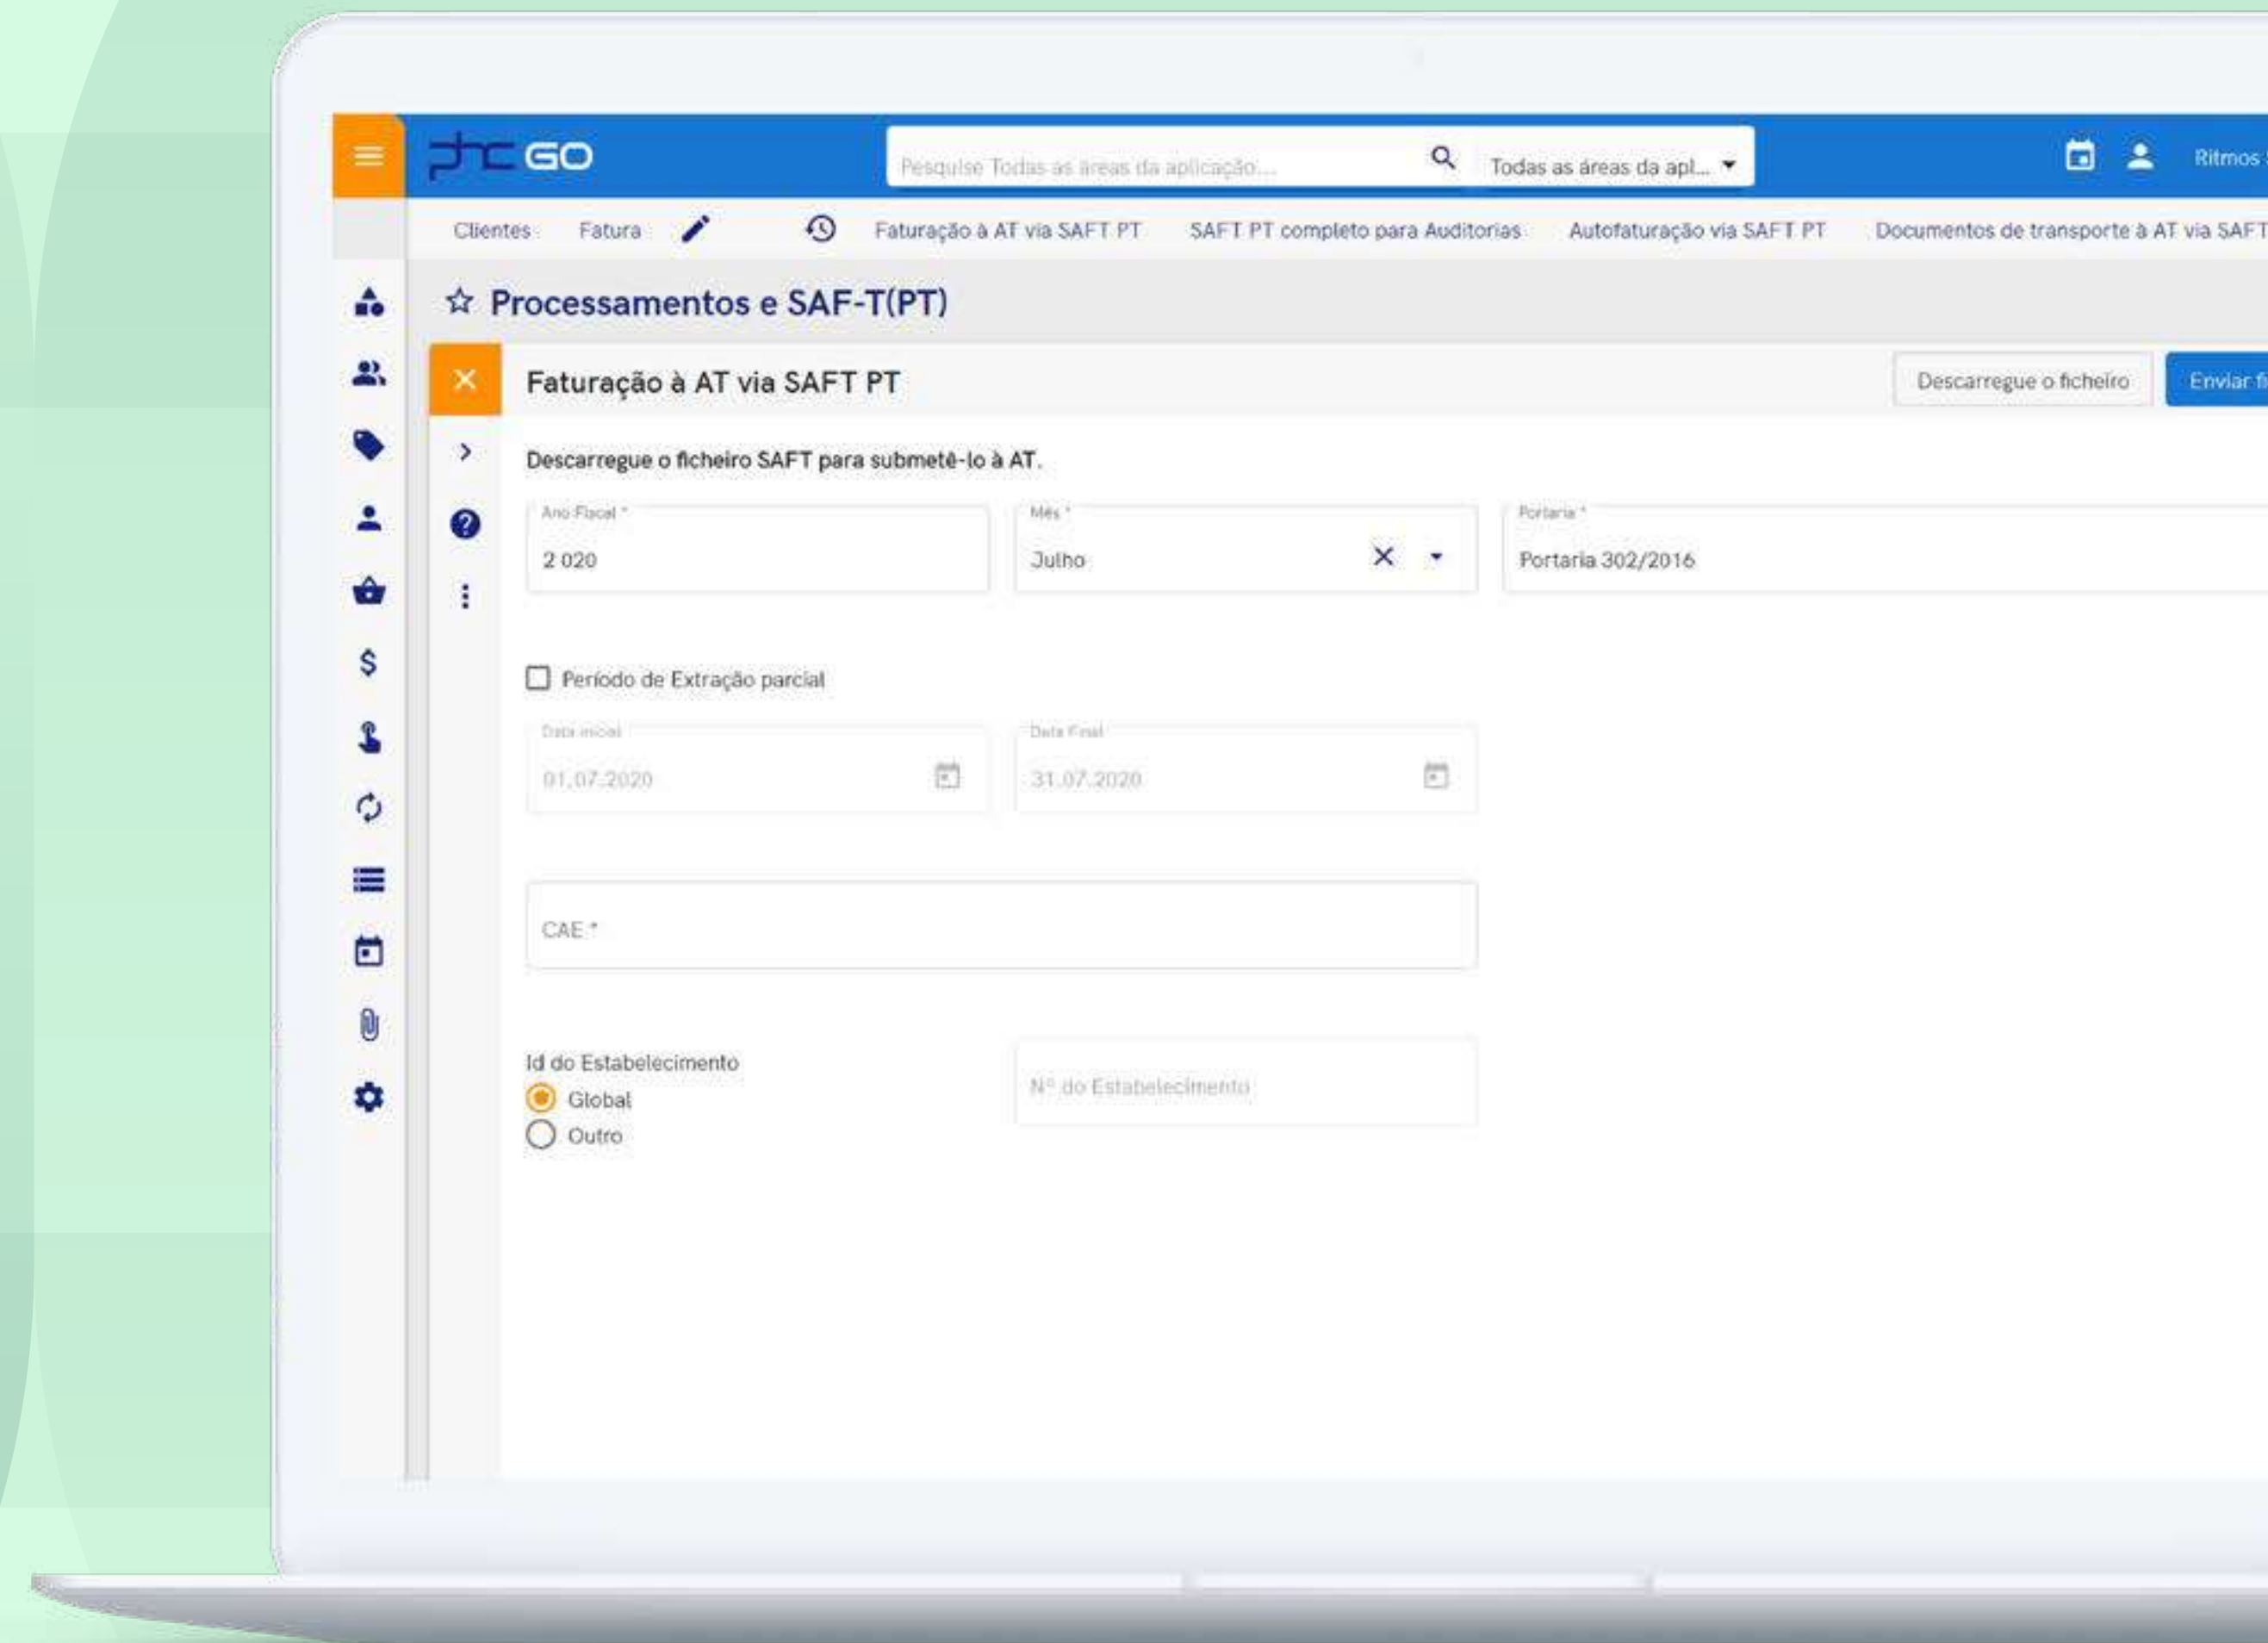 phc GO
Pesquise Todas as áreas da aplicação...
Todas as áreas da apl...
Ritmos
Clientes Fatura Faturação à AT via SAFT PT SAFT PT completo para Auditorias Autofaturação via SAFT PT Documentos de transporte à AT via SAFT
Processamentos e SAF-T(PT)
Faturação à AT via SAFT PT
Descarregue o ficheiro
Enviar fi
Descarregue o ficheiro SAFT para submetê-lo à AT.
Ano Fiscal * Mês * Portaria *
2 020 Julho Portaria 302/2016
Período de Extração parcial
Data inicial Data Final
01.07.2020 31.07.2020
CAE *
Id do Estabelecimento
Nº do Estabelecimento
Global
Outro